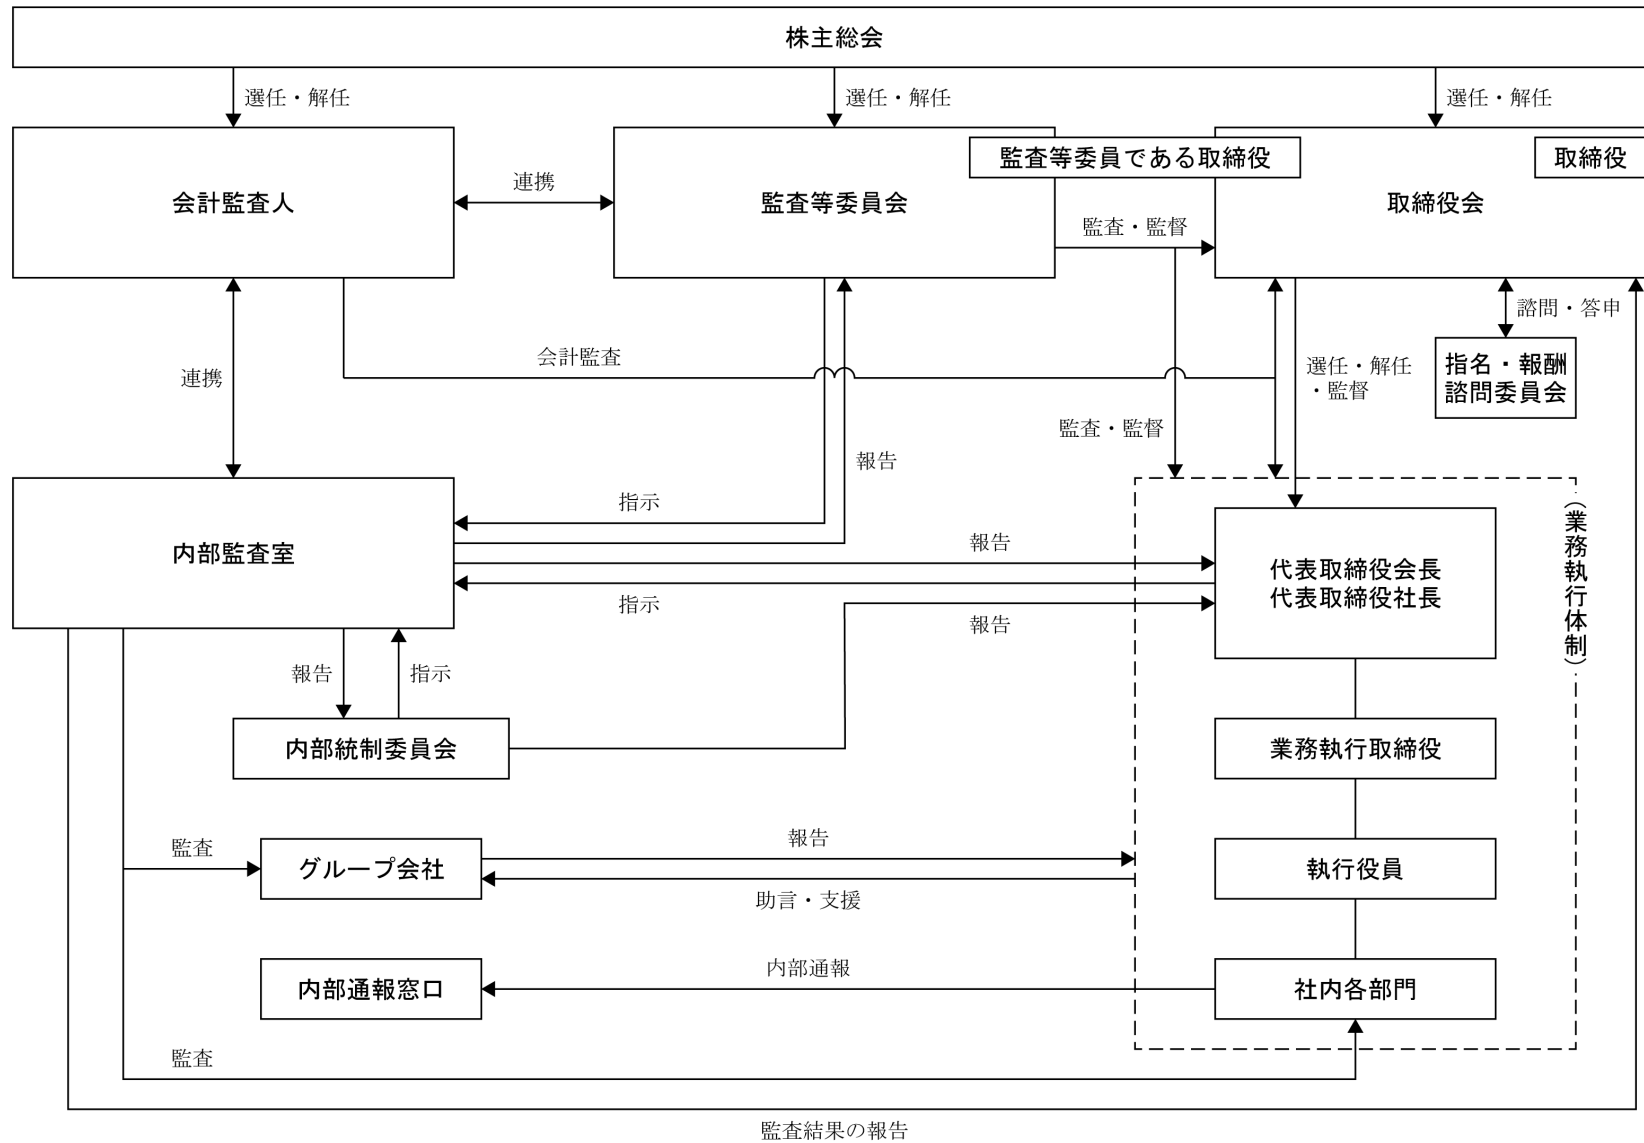 株主総会
選任・解任
選任・解任
選任・解任
監査等委員である取締役
取締役
会計監査人
連携
監査等委員会
取締役会
監査・監督
諮問・答申
会計監査
連携
選任・解任
・監督
指名・報酬
諮問委員会
監査・監督
報告
指示
(業務執行体制)
内部監査室
報告
代表取締役会長
代表取締役社長
指示
報告
報告
指示
内部統制委員会
業務執行取締役
監査
グループ会社
報告
執行役員
助言・支援
内部通報窓口
内部通報
社内各部門
監査
監査結果の報告